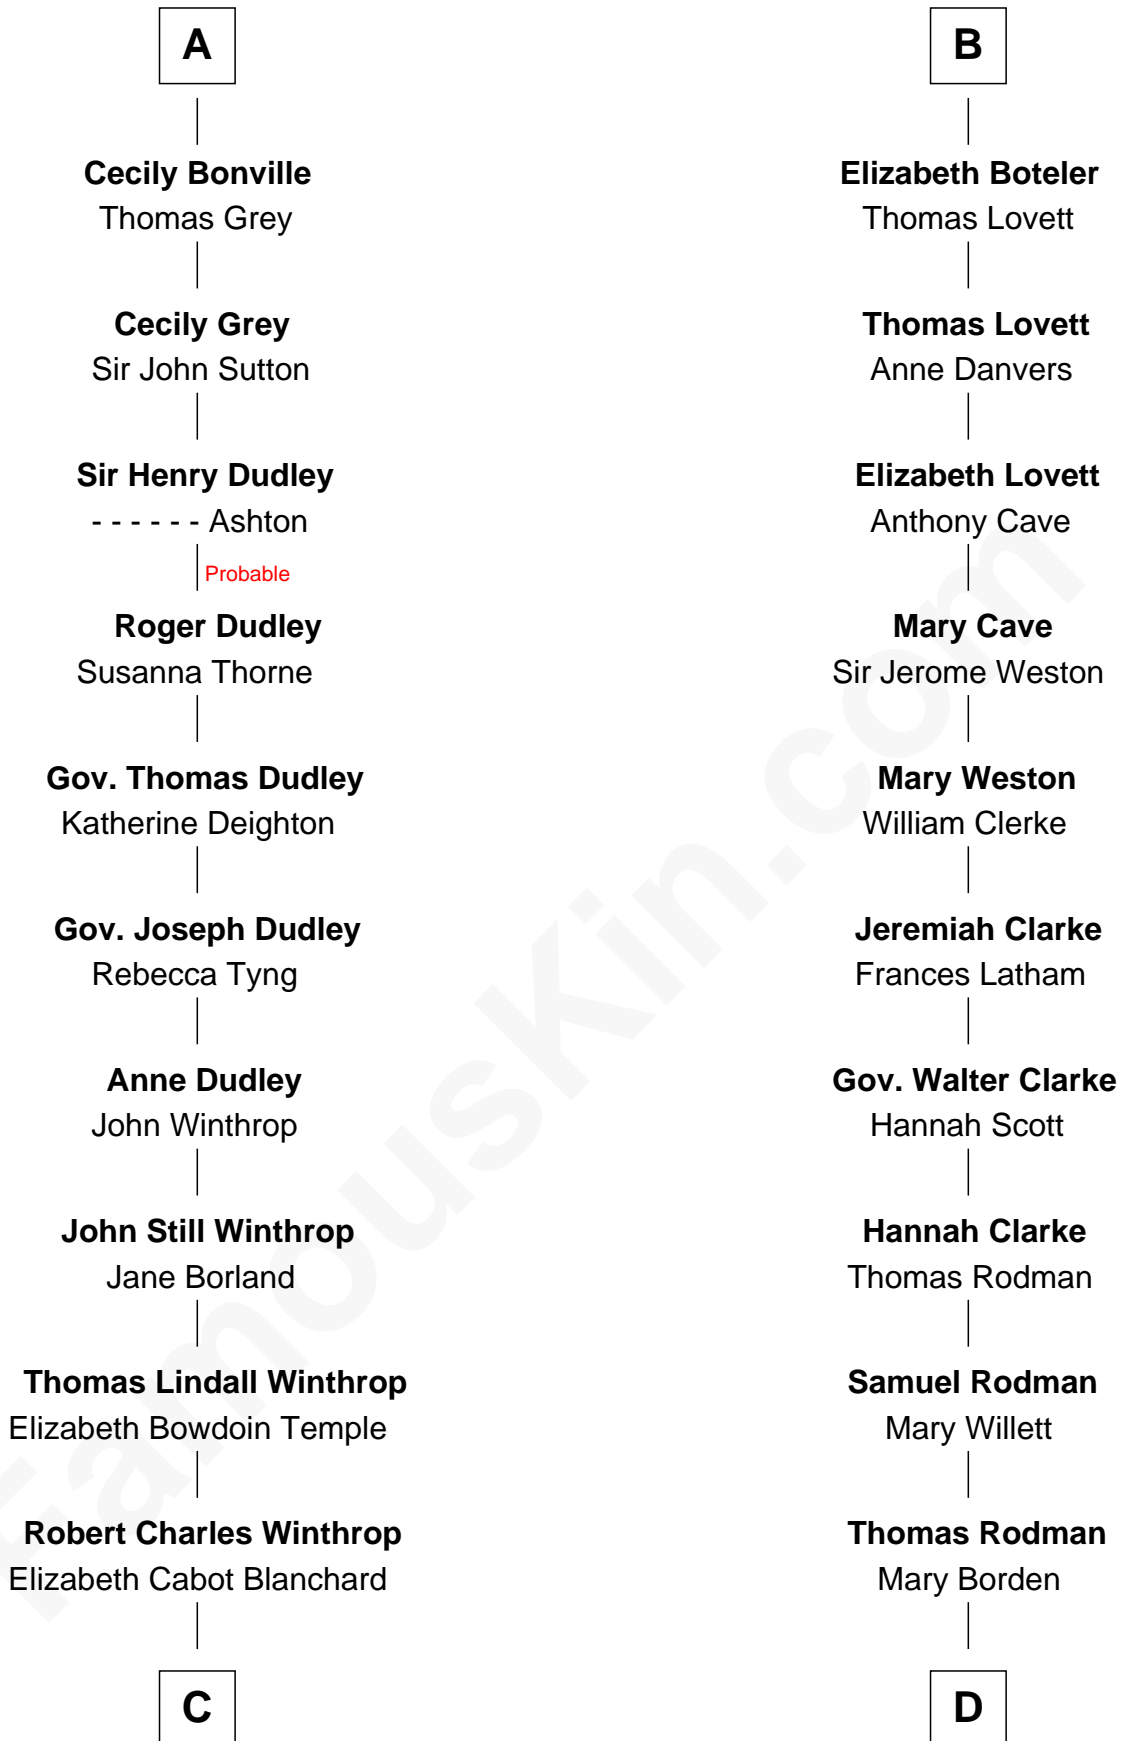 A
Cecily Bonville
Thomas Grey
Cecily Grey
Sir John Sutton
Sir Henry Dudley
- - - - - - Ashton
Probable
Roger Dudley
Susanna Thorne
Gov. Thomas Dudley
Katherine Deighton
Gov. Joseph Dudley
Rebecca Tyng
Anne Dudley
John Winthrop
John Still Winthrop
Jane Borland
Thomas Lindall Winthrop
Elizabeth Bowdoin Temple
Robert Charles Winthrop
Elizabeth Cabot Blanchard
C
B
Elizabeth Boteler
Thomas Lovett
Thomas Lovett
Anne Danvers
Elizabeth Lovett
Anthony Cave
Mary Cave
Sir Jerome Weston
Mary Weston
William Clerke
Jeremiah Clarke
Frances Latham
Gov. Walter Clarke
Hannah Scott
Hannah Clarke
Thomas Rodman
Samuel Rodman
Mary Willett
Thomas Rodman
Mary Borden
D
FamousKin.com